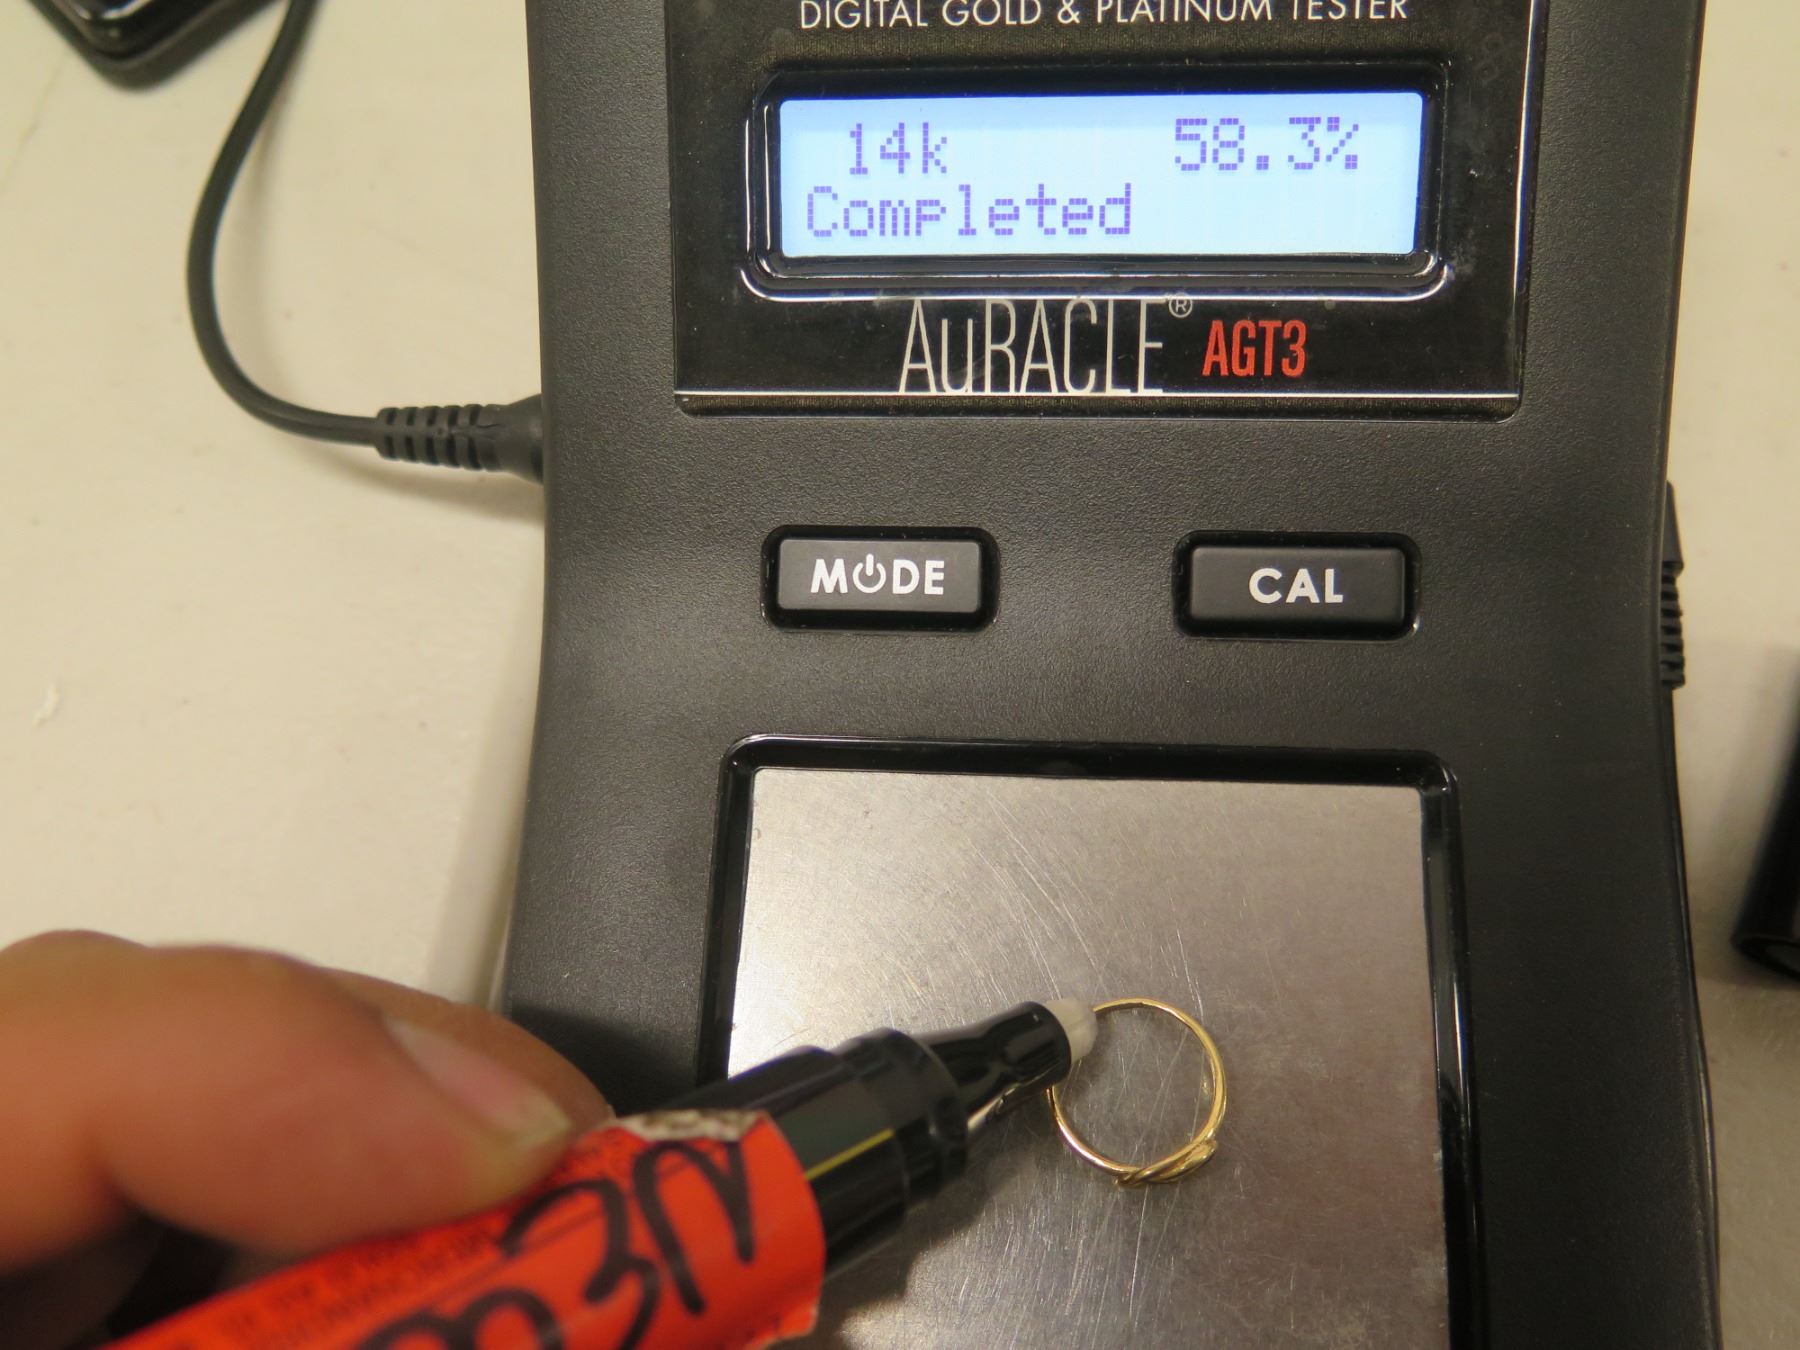 DIGITAL GOLD & PLATINUM TESTER
14k 58.3%
Completed
AuRACLE® AGT3
MODE CAL